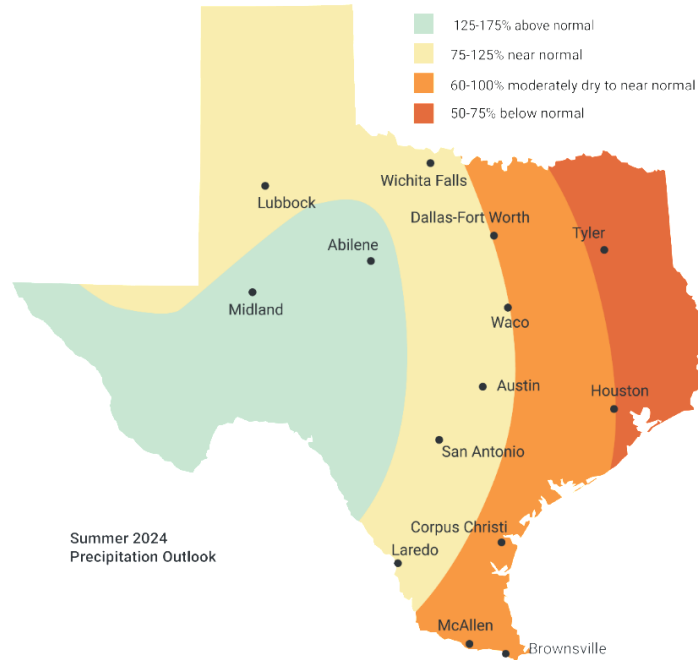 125-175% above normal
75-125% near normal
60-100% moderately dry to near normal
50-75% below normal
Wichita Falls
Lubbock
Dallas-Fort Worth
Tyler
Abilene
Midland
Waco
Austin
Houston
San Antonio
Corpus Christi
Summer 2024
Precipitation Outlook
Laredo
McAllen
Brownsville